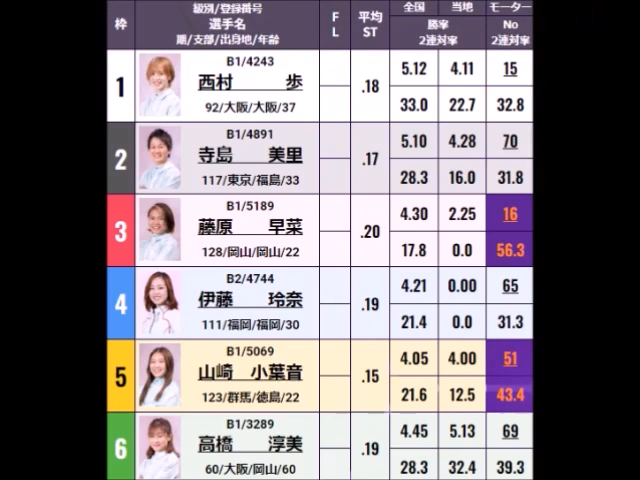 枠
級別/登録番号
選手名
期/支部/出身地/年齢
F
L
平均
ST
全国 当地
勝率
2連対率
モーター
No
2連対率
1
B1/4243
西村 歩
92/大阪/大阪/37
.18
5.12 4.11 15
33.0 22.7 32.8
2
B1/4891
寺島 美里
117/東京/福島/33
.17
5.10 4.28 70
28.3 16.0 31.8
3
B1/5189
藤原 早菜
128/岡山/岡山/22
.20
4.30 2.25 16
17.8 0.0 56.3
4
B2/4744
伊藤 玲奈
111/福岡/福岡/30
.19
4.21 0.00 65
21.4 0.0 31.3
5
B1/5069
山崎 小葉音
123/群馬/徳島/22
.15
4.05 4.00 51
21.6 12.5 43.4
6
B1/3289
高橋 淳美
60/大阪/岡山/60
.19
4.45 5.13 69
28.3 32.4 39.3